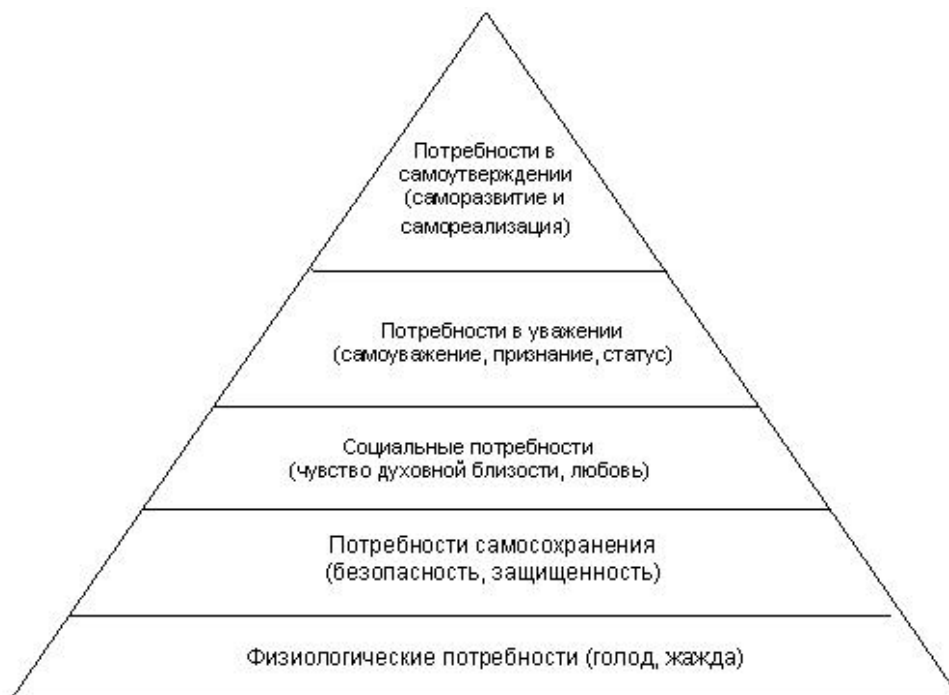 Потребности в
самоутверждении
(саморазвитие и
самореализация)
Потребности в уважении
(самоуважение, признание, статус)
Социальные потребности
(чувство духовной близости, любовь)
Потребности самосохранения
(безопасность, защищенность)
Физиологические потребности (голод, жажда)